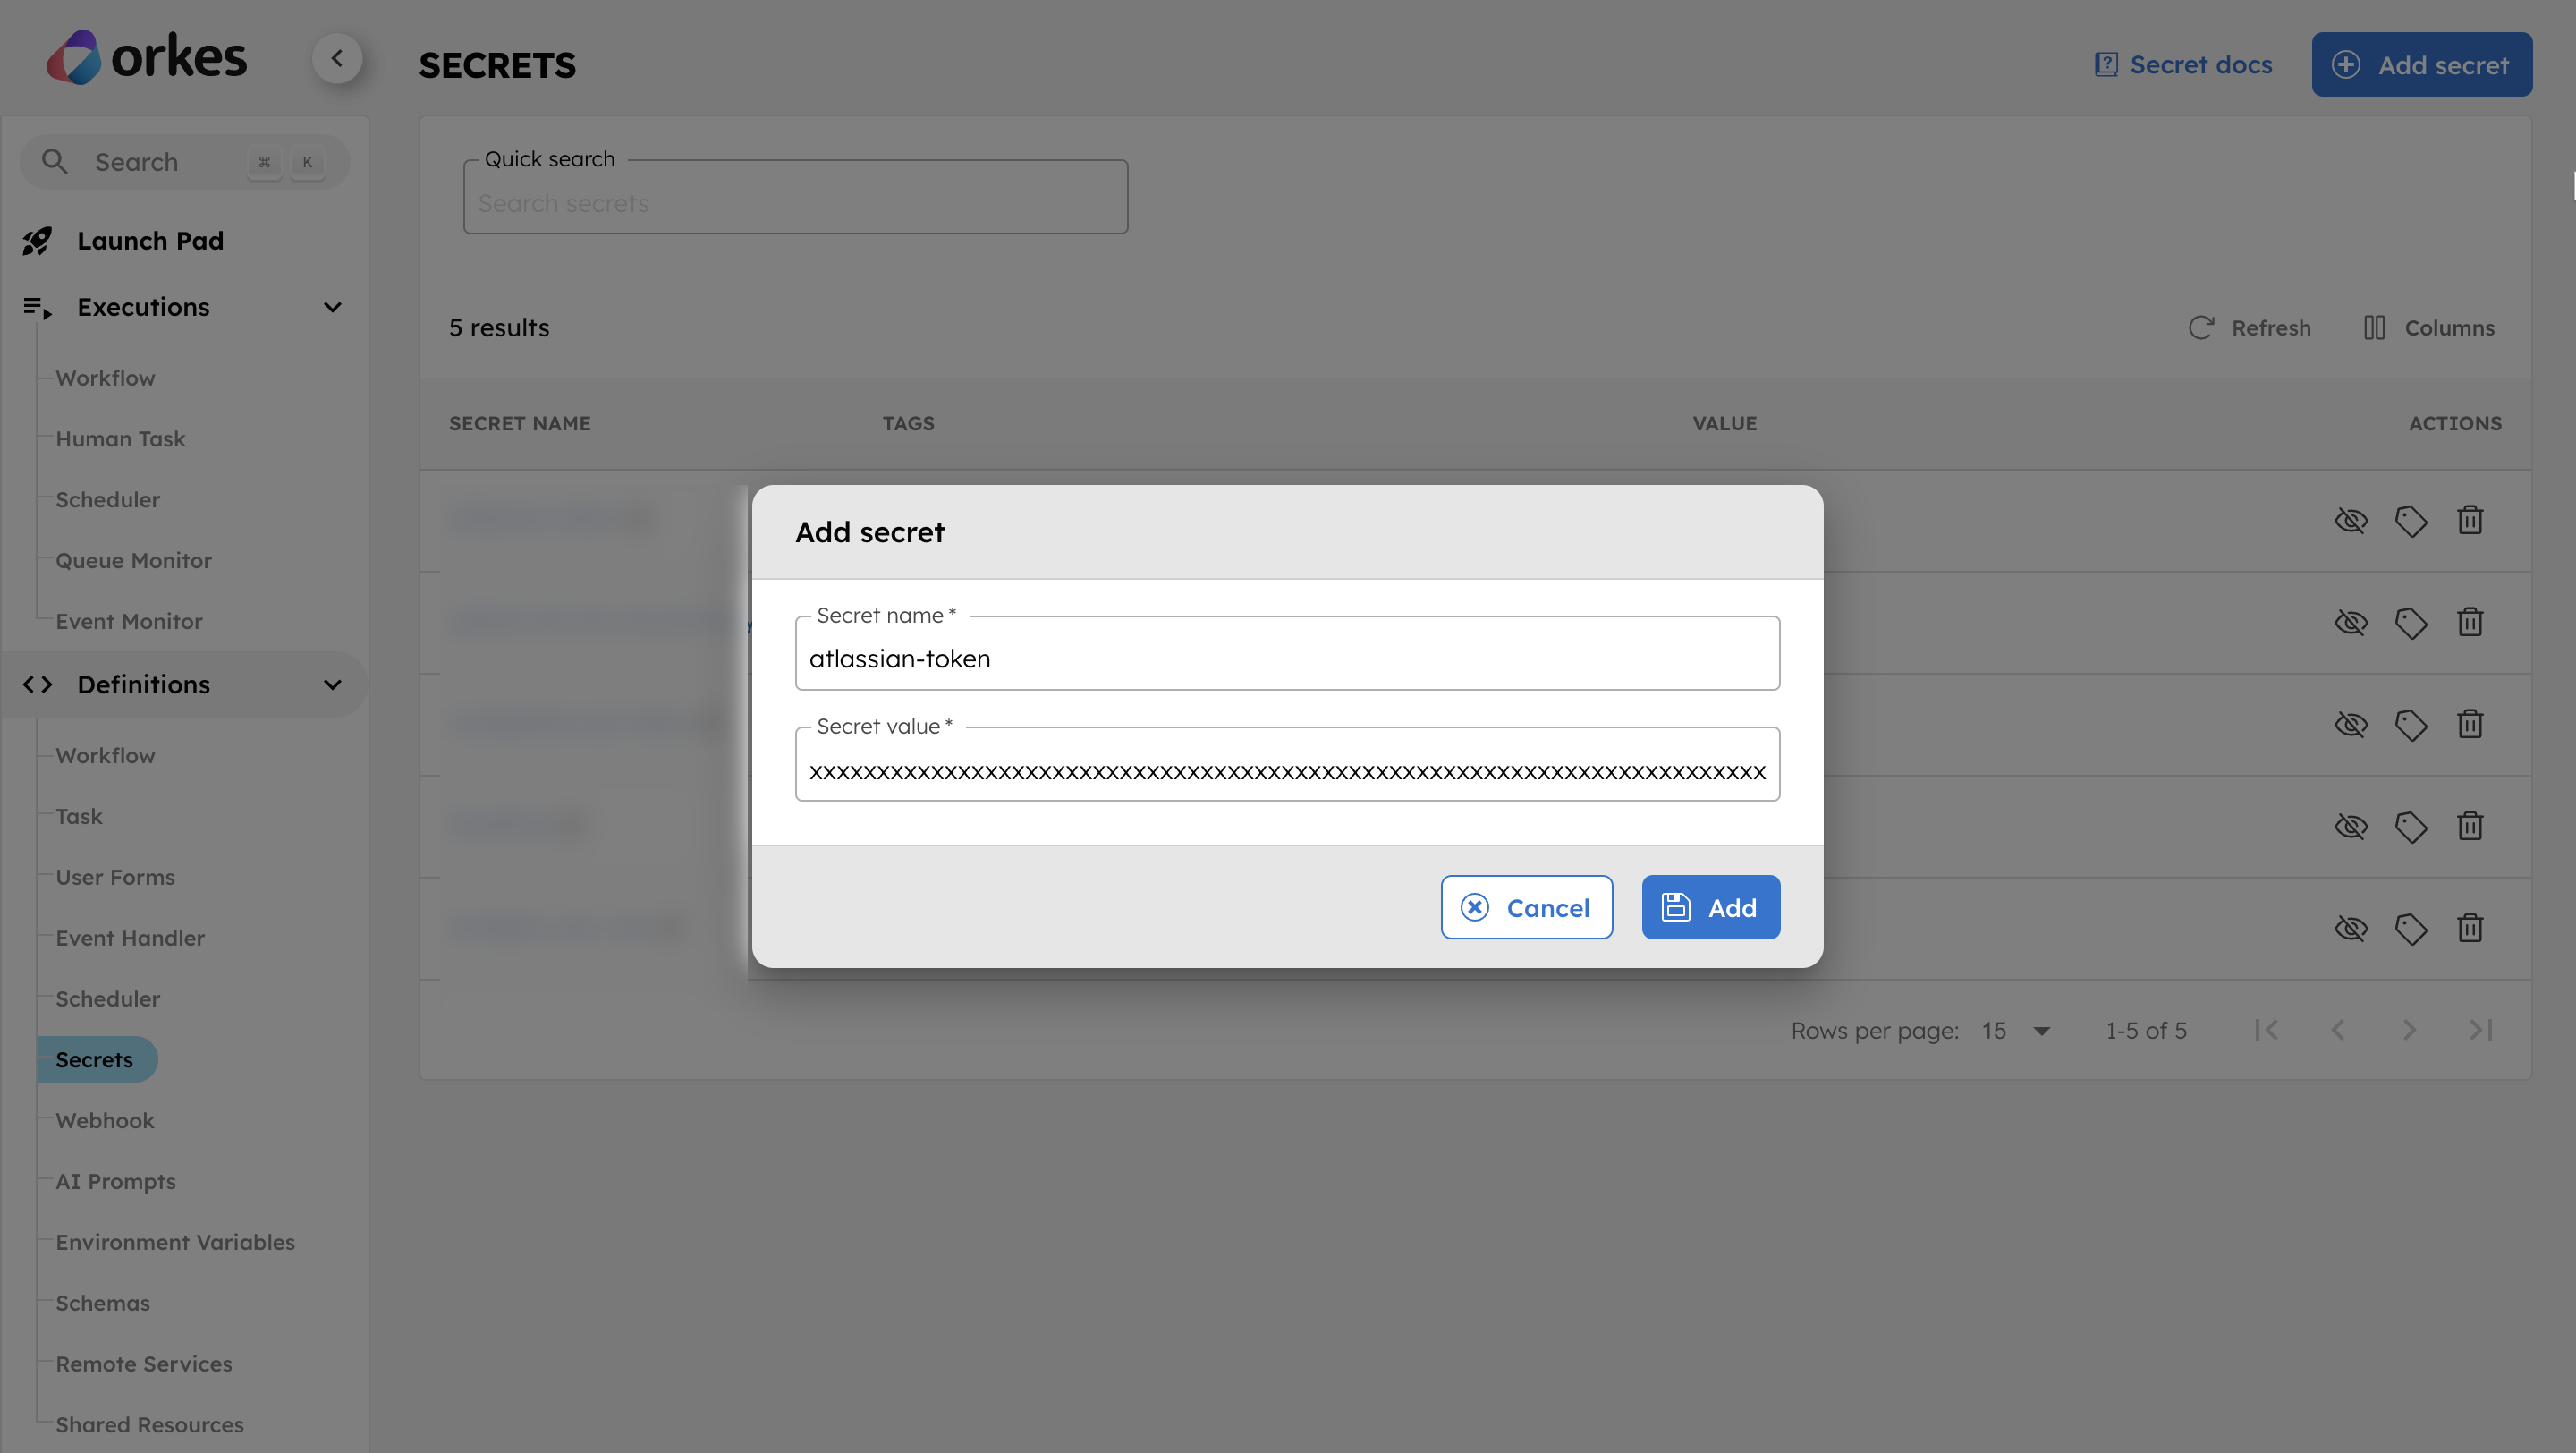 orkes
SECRETS
Secret docs
Add secret
Search ⌘ K
Launch Pad
Executions
Workflow
Human Task
Scheduler
Queue Monitor
Event Monitor
Definitions
Workflow
Task
User Forms
Event Handler
Scheduler
Secrets
Webhook
AI Prompts
Environment Variables
Schemas
Remote Services
Shared Resources
Quick search
Search secrets
5 results
Refresh
Columns
SECRET NAME TAGS VALUE ACTIONS
Add secret
Secret name *
atlassian-token
Secret value *
xxxxxxxxxxxxxxxxxxxxxxxxxxxxxxxxxxxxxxxxxxxxxxxxxxxxxxxxxxxxxxxxxxxxxxx
Cancel
Add
Rows per page: 15 1-5 of 5